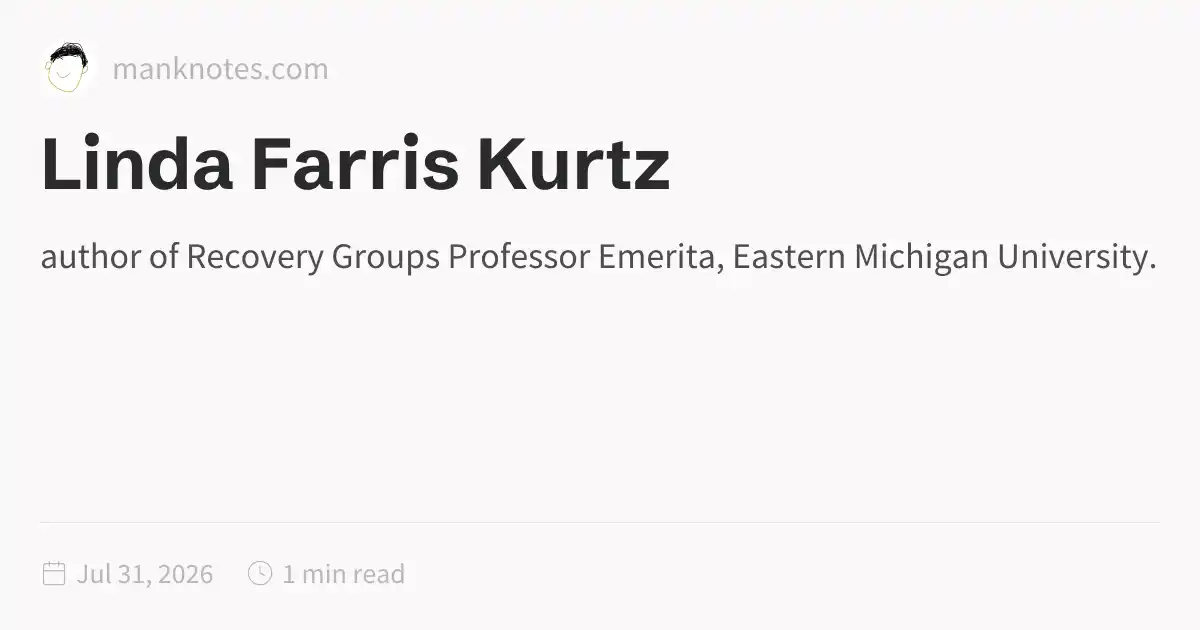 manknotes.com
Linda Farris Kurtz
author of Recovery Groups Professor Emerita, Eastern Michigan University.
Jul 31, 2026 1 min read